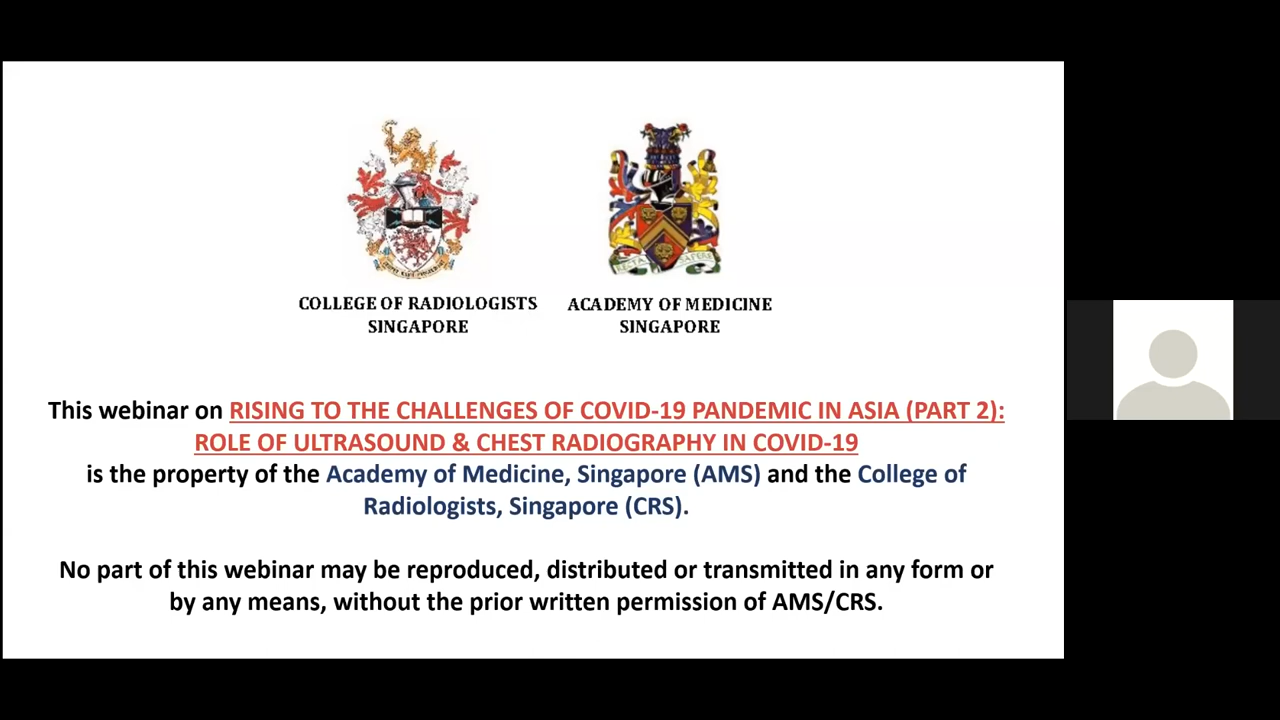 COLLEGE OF RADIOLOGISTS
SINGAPORE
ACADEMY OF MEDICINE
SINGAPORE
This webinar on RISING TO THE CHALLENGES OF COVID-19 PANDEMIC IN ASIA (PART 2):
ROLE OF ULTRASOUND & CHEST RADIOGRAPHY IN COVID-19
is the property of the Academy of Medicine, Singapore (AMS) and the College of
Radiologists, Singapore (CRS).
No part of this webinar may be reproduced, distributed or transmitted in any form or
by any means, without the prior written permission of AMS/CRS.